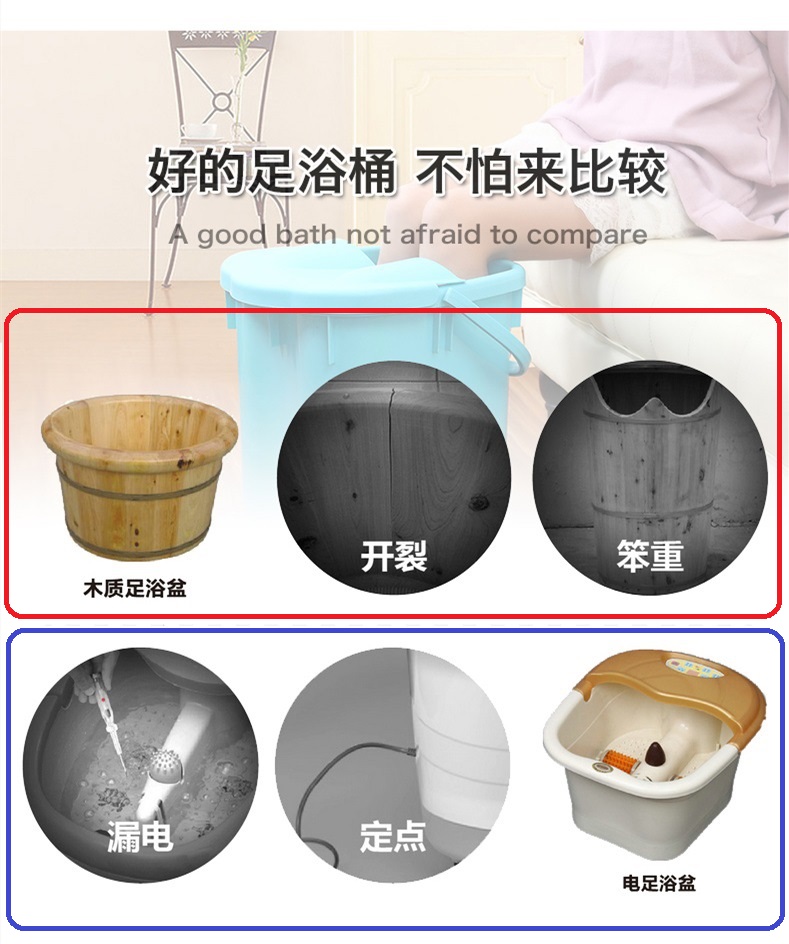 好的足浴桶 不怕来比较
A good bath not afraid to compare
开裂
笨重
木质足浴盆
漏电
定点
电足浴盆